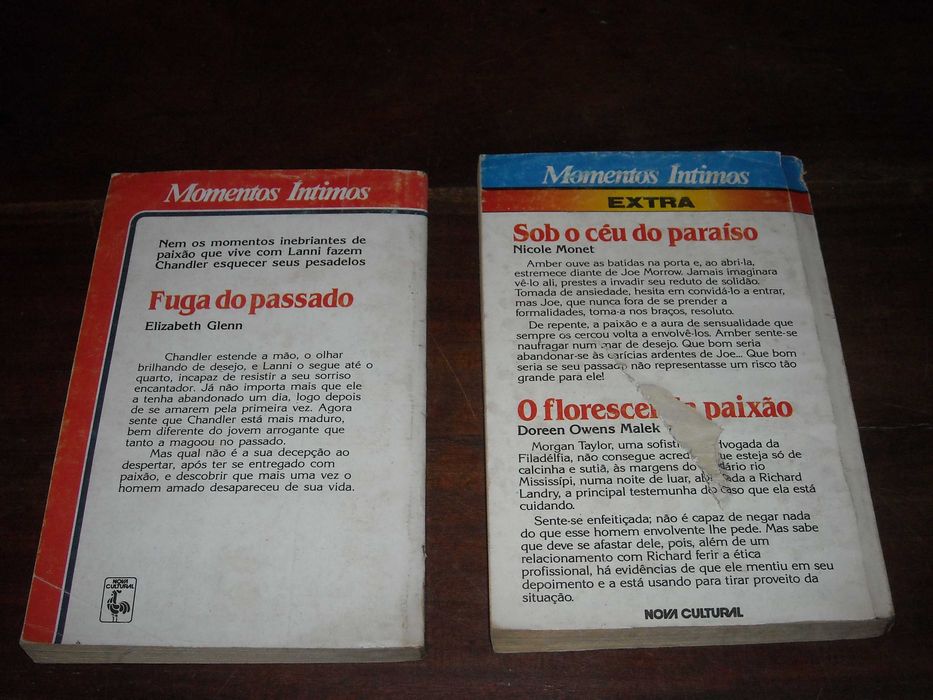 Momentos Íntimos
Nem os momentos inebriantes de
paixão que vive com Lanni fazem
Chandler esquecer seus pesadelos
Fuga do passado
Elizabeth Glenn
Chandler estende a mão, o olhar
brilhando de desejo, e Lanni o segue até o
quarto, incapaz de resistir a seu sorriso
encantador. Já não importa mais que ele
a tenha abandonado um dia, logo depois
de se amarem pela primeira vez. Agora
sente que Chandler está mais maduro,
bem diferente do jovem arrogante que
tanto a magoou no passado.
Mas qual não é a sua decepção ao
despertar, após ter se entregado com
paixão, e descobrir que mais uma vez o
homem amado desapareceu de sua vida.
NOVA
CULTURAL
Momentos Íntimos
EXTRA
Sob o céu do paraíso
Nicole Monet
Amber ouve as batidas na porta e, ao abri-la,
estremece diante de Joe Morrow. Jamais imaginara
vê-lo ali, prestes a invadir seu reduto de solidão.
Tomada de ansiedade, hesita em convidá-lo a entrar,
mas Joe, que nunca fora de se prender a
formalidades, toma-a nos braços, resoluto.
De repente, a paixão e a aura de sensualidade que
sempre os cercou volta a envolvê-los. Amber sente-se
naufragar num mar de desejo. Que bom seria
abandonar-se às carícias ardentes de Joe... Que bom
seria se seu passado não representasse um risco tão
grande para ele!
O floresce paixão
Doreen Owens Malek
Morgan Taylor, uma sofist dvogada da
Filadélfia, não consegue acred que esteja só de
calcinha e sutiã, às margens do dário rio
Mississípi, numa noite de luar, ab ada a Richard
Landry, a principal testemunha do caso que ela está
cuidando.
Sente-se enfeitiçada; não é capaz de negar nada
do que esse homem envolvente lhe pede. Mas sabe
que deve se afastar dele, pois, além de um
relacionamento com Richard ferir a ética
profissional, há evidências de que ele mentiu em seu
depoimento e a está usando para tirar proveito da
situação.
NOVA CULTURAL